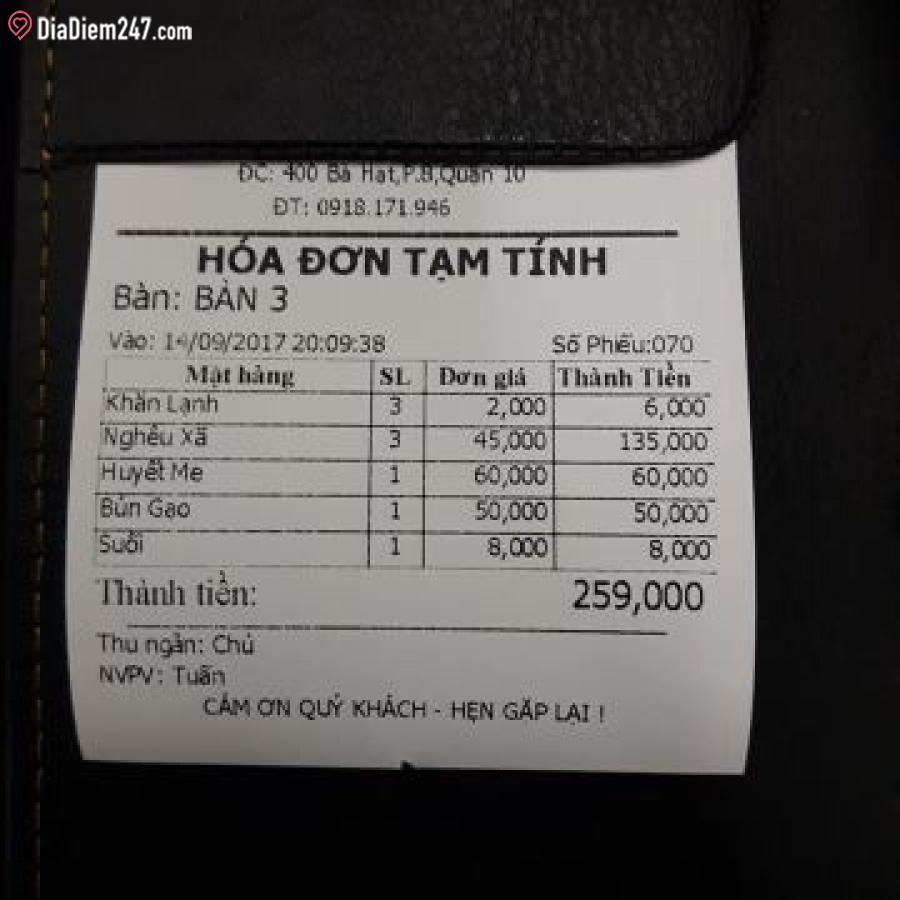 DiaDiem247.com
ĐC: 400 Bà Hạt,P.8,Quận 10
ĐT: 0918.171.946
HÓA ĐƠN TẠM TÍNH
Bàn: BÀN 3
Vào: 14/09/2017 20:09:38 Số Phiếu:070
Mặt hàng SL Đơn giá Thành Tiền
Khăn Lạnh 3 2,000 6,000
Nghêu Xã 3 45,000 135,000
Huyết Me 1 60,000 60,000
Bún Gạo 1 50,000 50,000
Suối 1 8,000 8,000
Thành tiền: 259,000
Thu ngân: Chủ
NVPV: Tuấn
CẢM ƠN QUÝ KHÁCH - HẸN GẶP LẠI !